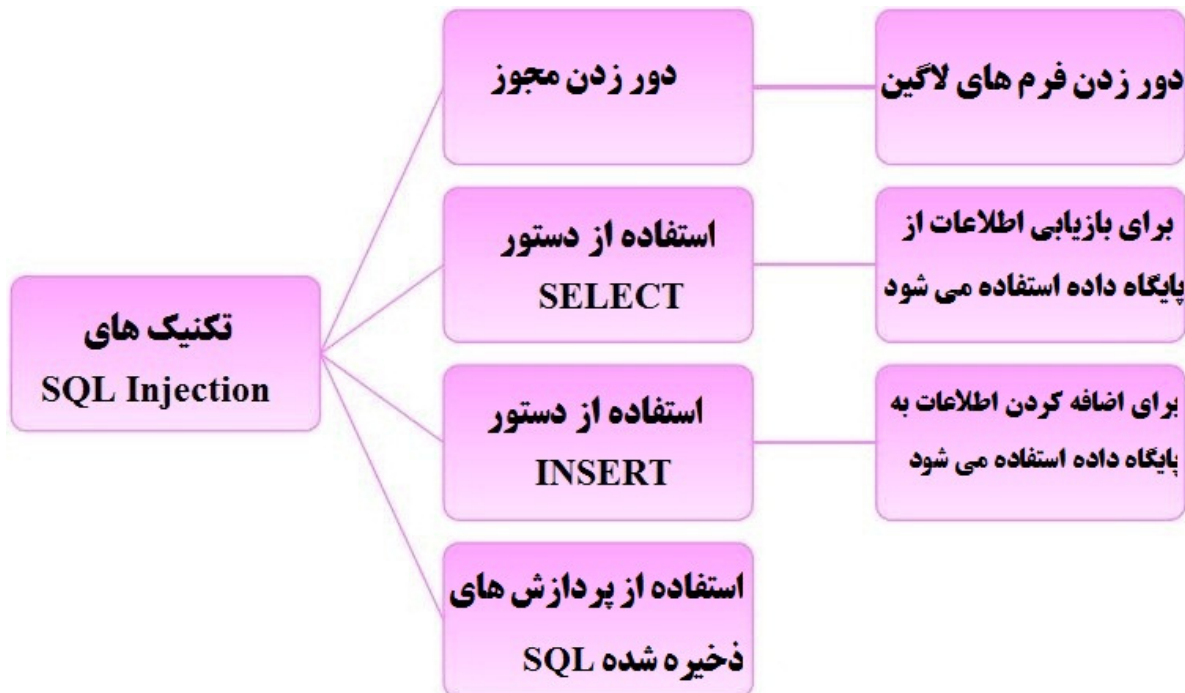 تکنیک های
SQL Injection
دور زدن مجوز
دور زدن فرم های لاگین
استفاده از دستور
SELECT
برای بازیابی اطلاعات از
پایگاه داده استفاده می شود
استفاده از دستور
INSERT
برای اضافه کردن اطلاعات به
پایگاه داده استفاده می شود
استفاده از پردازش های
ذخیره شده SQL